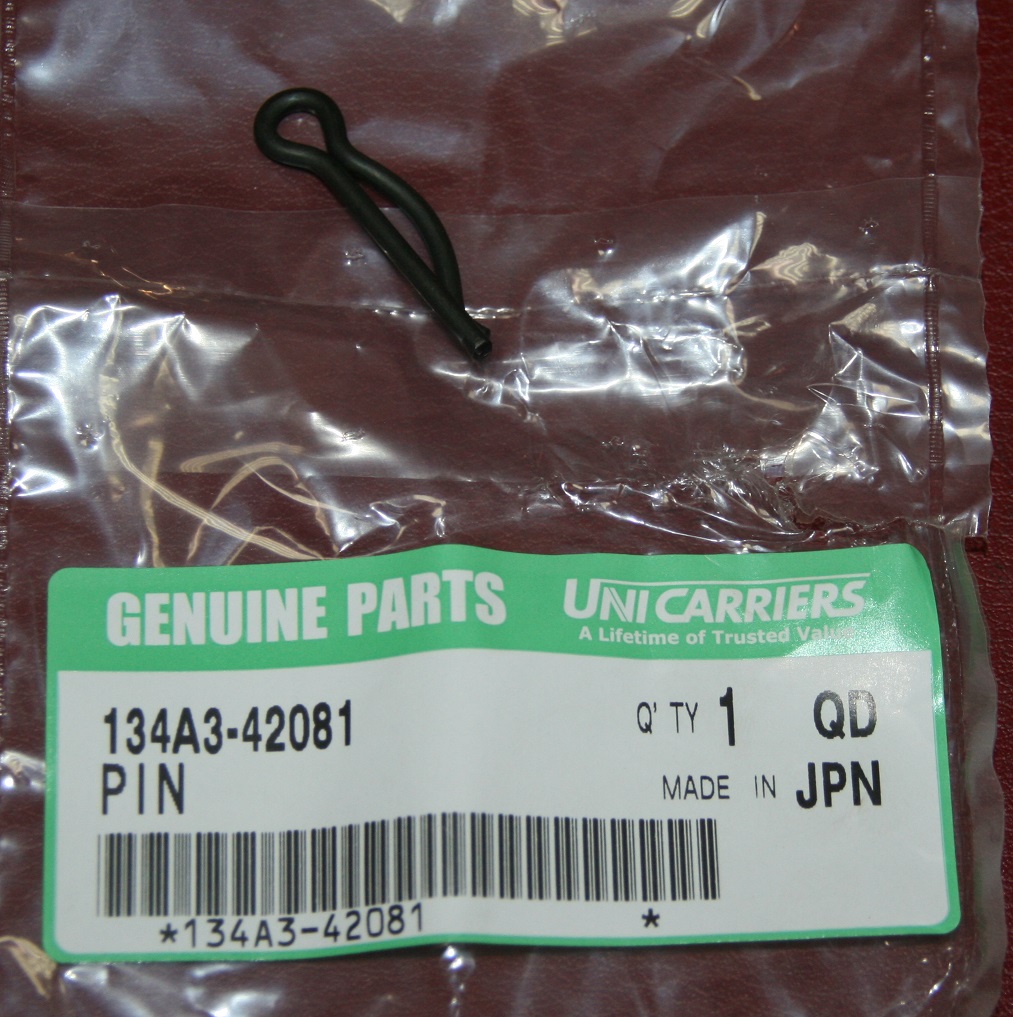 GENUINE PARTS UNICARRIERS
A Lifetime of Trusted Value
134A3-42081 Q'TY 1 QD
PIN MADE IN JPN
*134A3-42081 *